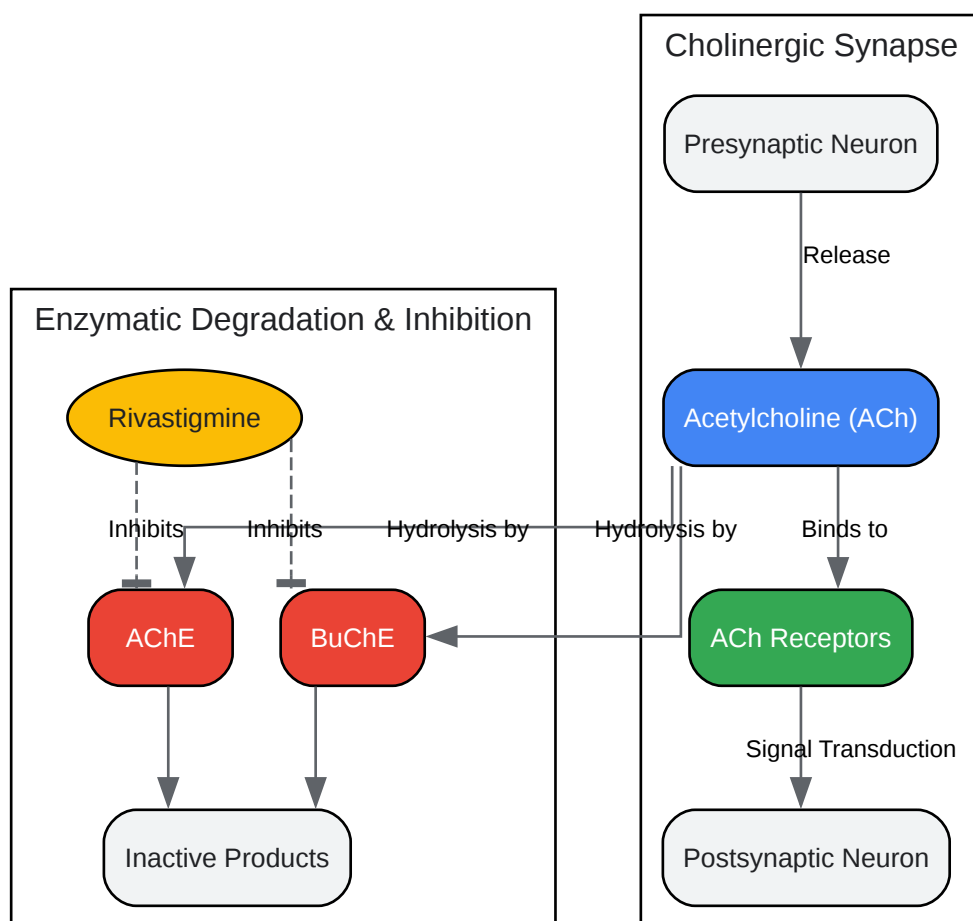 Cholinergic Synapse
Presynaptic Neuron
Release
Enzymatic Degradation & Inhibition
Rivastigmine
Acetylcholine (ACh)
Inhibits
Inhibits
Hydrolysis by
Hydrolysis by
Binds to
AChE
BuChE
ACh Receptors
Signal Transduction
Inactive Products
Postsynaptic Neuron